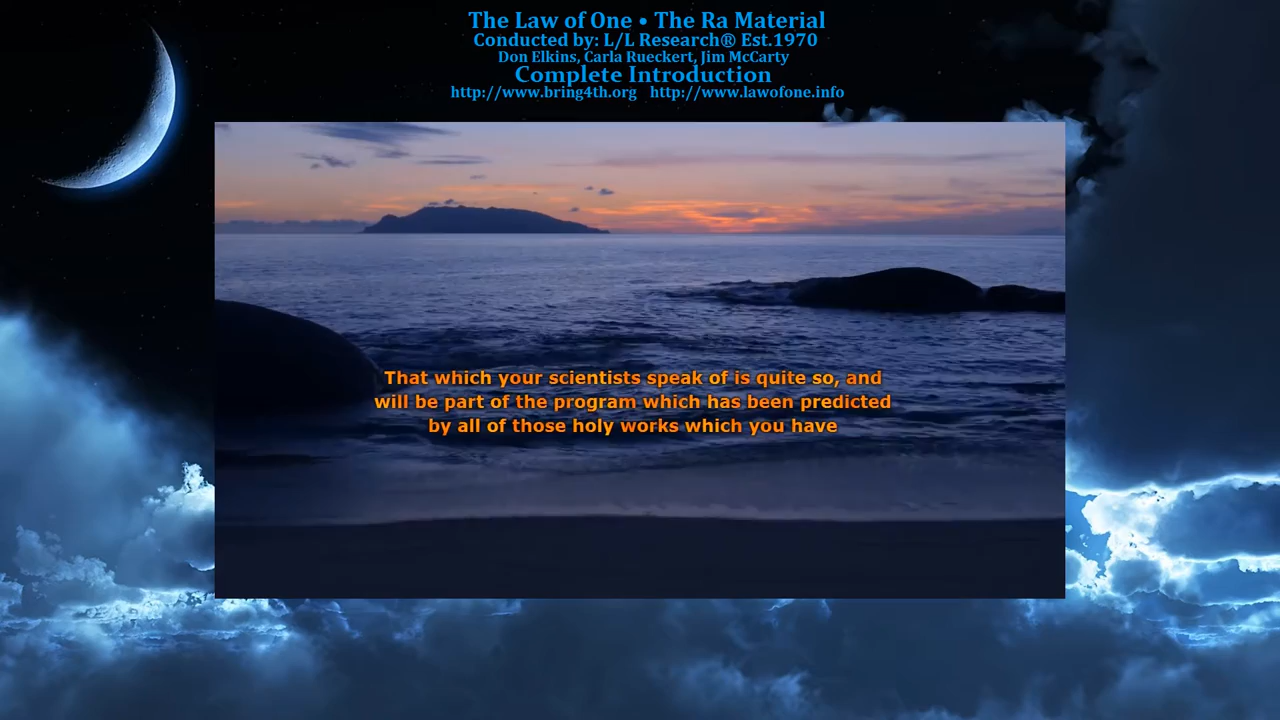 The Law of One • The Ra Material
Conducted by: L/L Research® Est.1970
Don Elkins, Carla Rueckert, Jim McCarty
Complete Introduction
http://www.bring4th.org http://www.lawofone.info
That which your scientists speak of is quite so, and
will be part of the program which has been predicted
by all of those holy works which you have